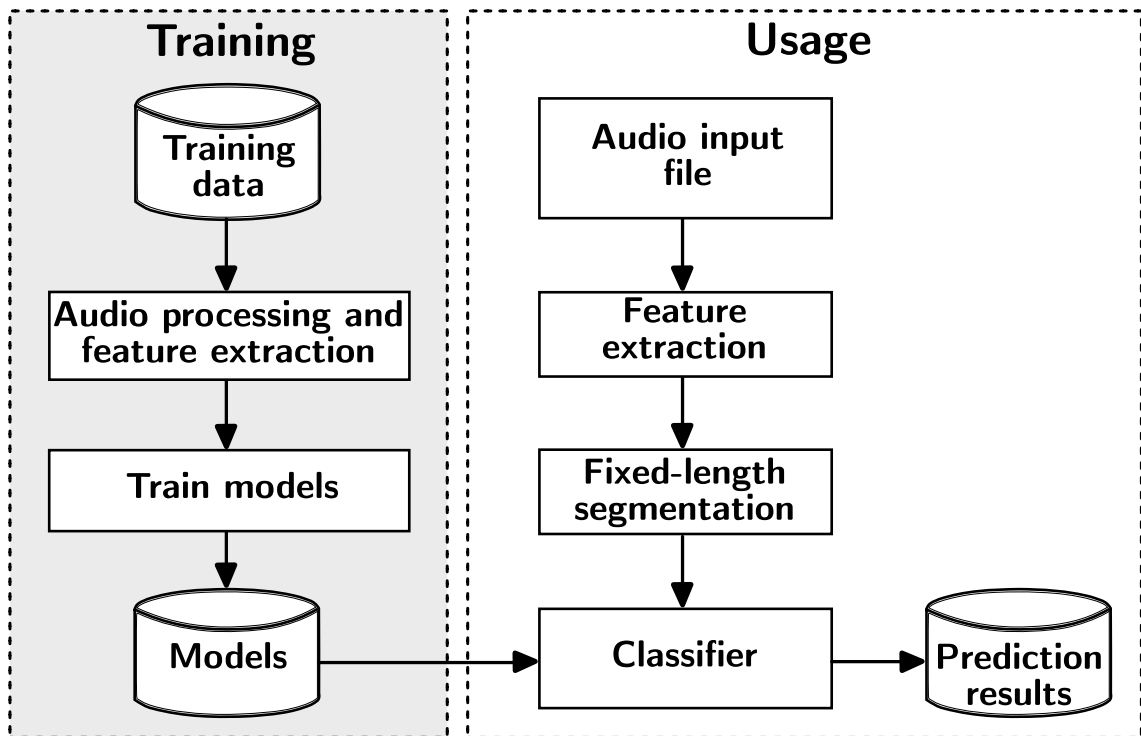 Training
Training
data
Audio processing and
feature extraction
Train models
Models
Usage
Audio input
file
Feature
extraction
Fixed-length
segmentation
Classifier
Prediction
results